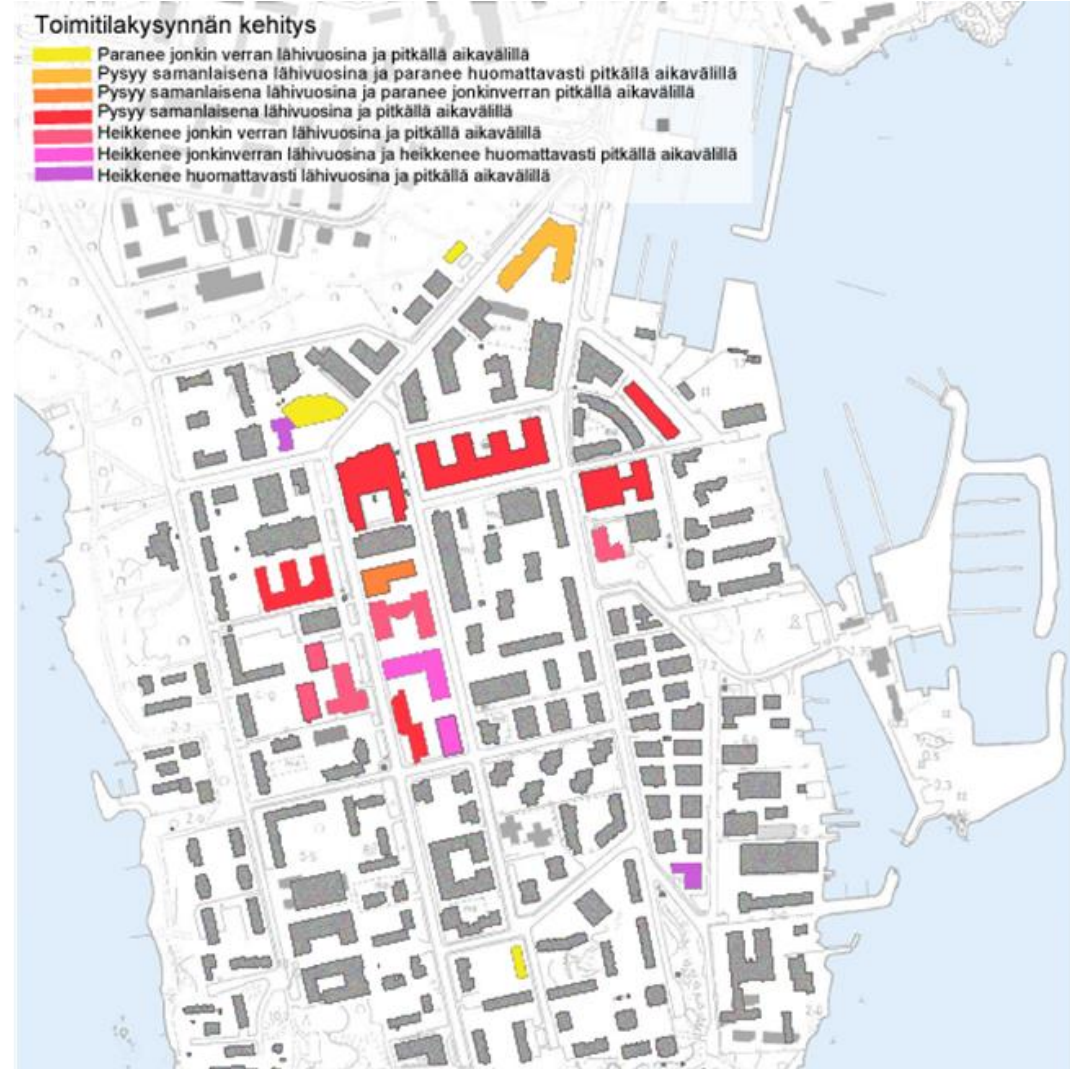 Toimitilakysynnän kehitys
Paranee jonkin verran lähivuosina ja pitkällä aikavälillä
Pysyy samanlaisena lähivuosina ja paranee huomattavasti pitkällä aikavälillä
Pysyy samanlaisena lähivuosina ja paranee jonkinverran pitkällä aikavälillä
Pysyy samanlaisena lähivuosina ja pitkällä aikavälillä
Heikkenee jonkin verran lähivuosina ja pitkällä aikavälillä
Heikkenee jonkinverran lähivuosina ja heikkenee huomattavasti pitkällä aikavälillä
Heikkenee huomattavasti lähivuosina ja pitkällä aikavälillä